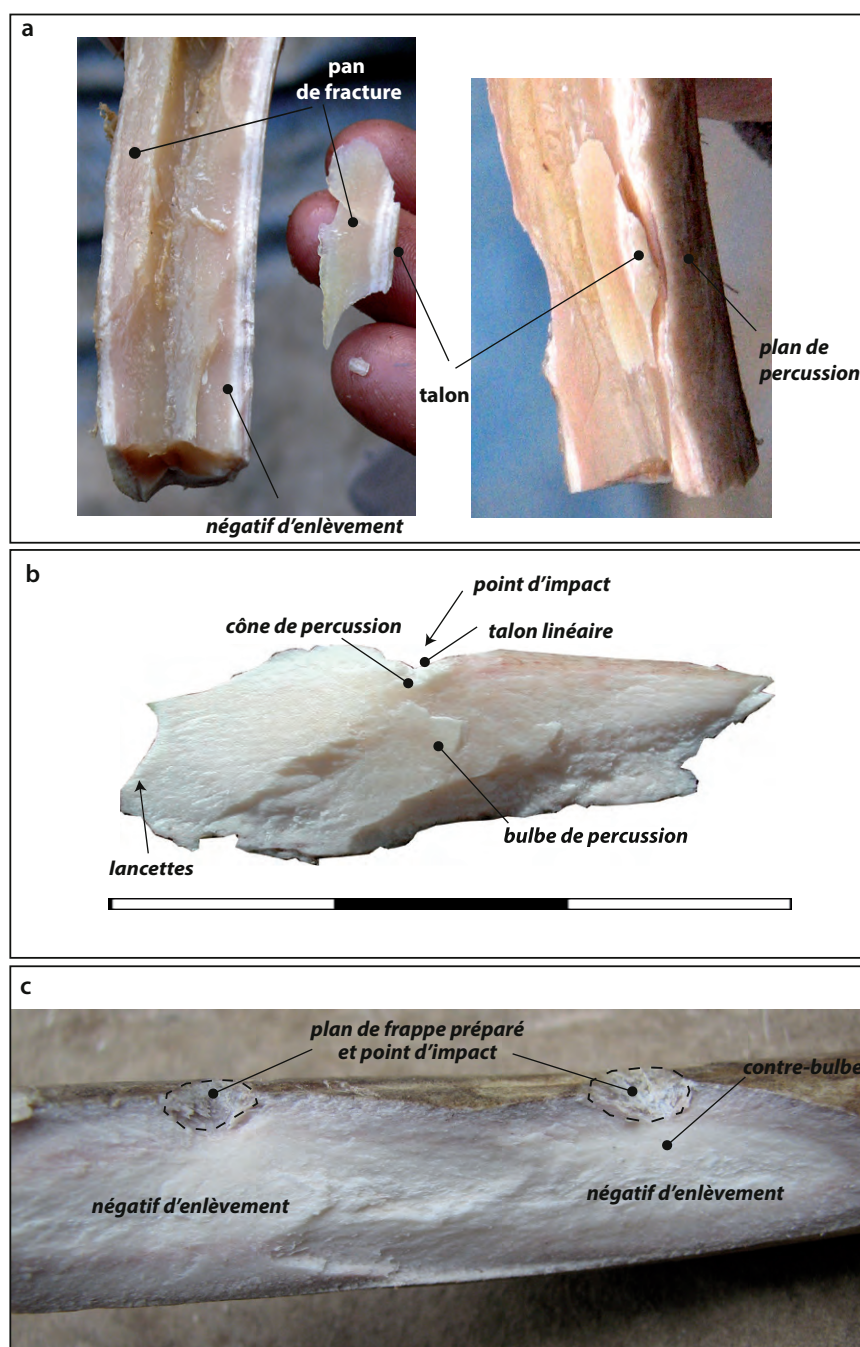 a
pan
de fracture
talon
plan de
percussion
négatif d'enlèvement
b
point d'impact
cône de percussion
talon linéaire
bulbe de percussion
lancettes
c
plan de frappe préparé
et point d'impact
contre-bulbe
négatif d'enlèvement
négatif d'enlèvement